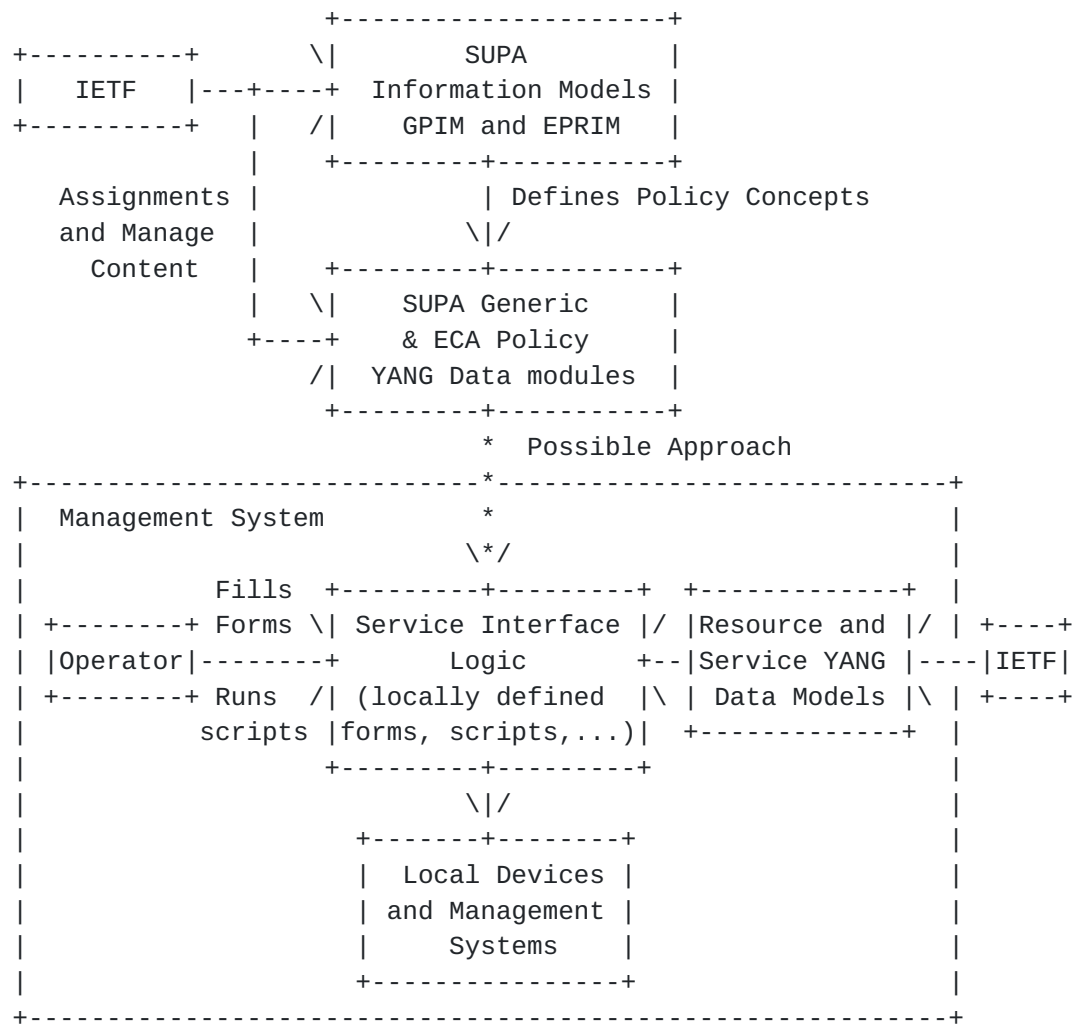 SUPA
IETF
Information Models
GPIM and EPRIM
Assignments
and Manage
Content
Defines Policy Concepts
SUPA Generic
& ECA Policy
YANG Data modules
Possible Approach
Management System
Fills
Forms
Operator
Runs
scripts
Service Interface
Logic
(locally defined
forms, scripts,...)
Resource and
Service YANG
Data Models
IETF
Local Devices
and Management
Systems